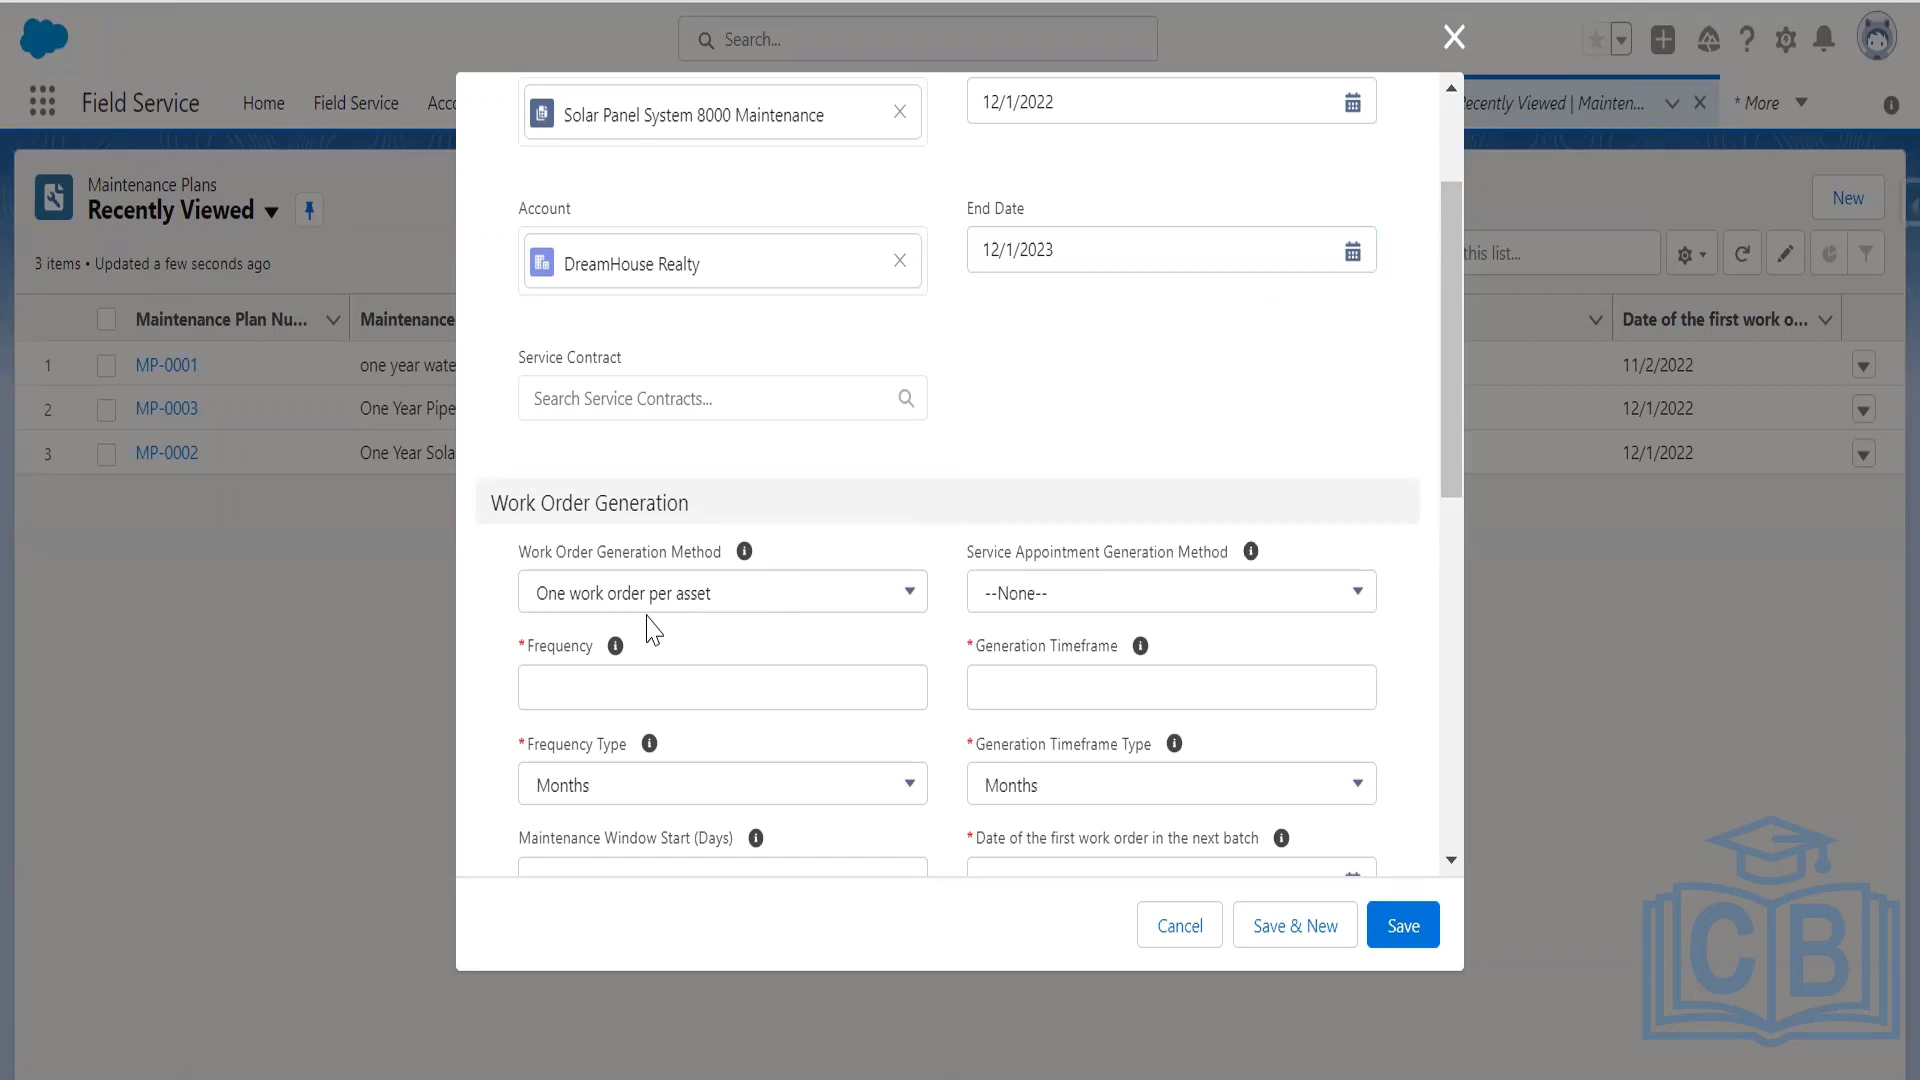 Search...
Field Service
Home
Field Service
Acc
ecently Viewed | Mainten...
* More
Maintenance Plans
Recently Viewed
3 items • Updated a few seconds ago
New
this list...
Maintenance Plan Nu...
Maintenance
Date of the first work o...
1
MP-0001
one year wate
11/2/2022
2
MP-0003
One Year Pipe
12/1/2022
3
MP-0002
One Year Sola
12/1/2022
Solar Panel System 8000 Maintenance
12/1/2022
Account
End Date
DreamHouse Realty
12/1/2023
Service Contract
Search Service Contracts...
Work Order Generation
Work Order Generation Method
Service Appointment Generation Method
One work order per asset
--None--
* Frequency
* Generation Timeframe
* Frequency Type
* Generation Timeframe Type
Months
Months
Maintenance Window Start (Days)
* Date of the first work order in the next batch
Cancel
Save & New
Save
CB